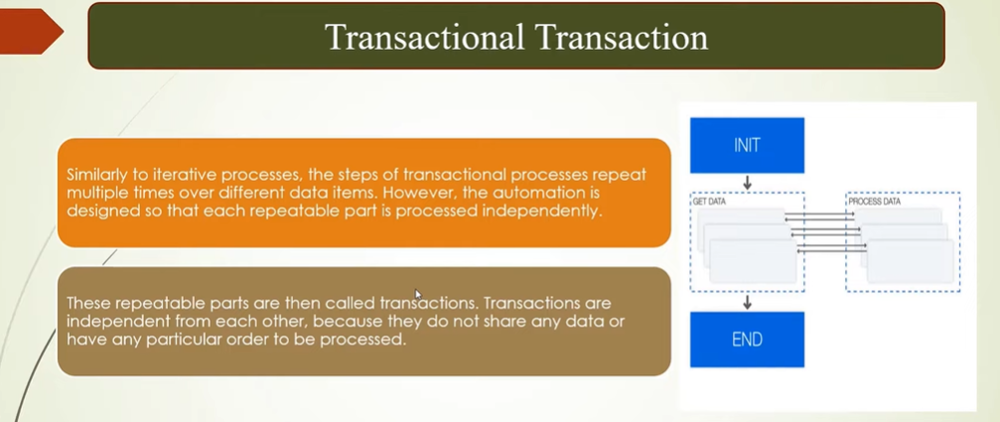 Transactional Transaction
Similarly to iterative processes, the steps of transactional processes repeat
multiple times over different data items. However, the automation is
designed so that each repeatable part is processed independently.
These repeatable parts are then called transactions. Transactions are
independent from each other, because they do not share any data or
have any particular order to be processed.
INIT
GET DATA
PROCESS DATA
END